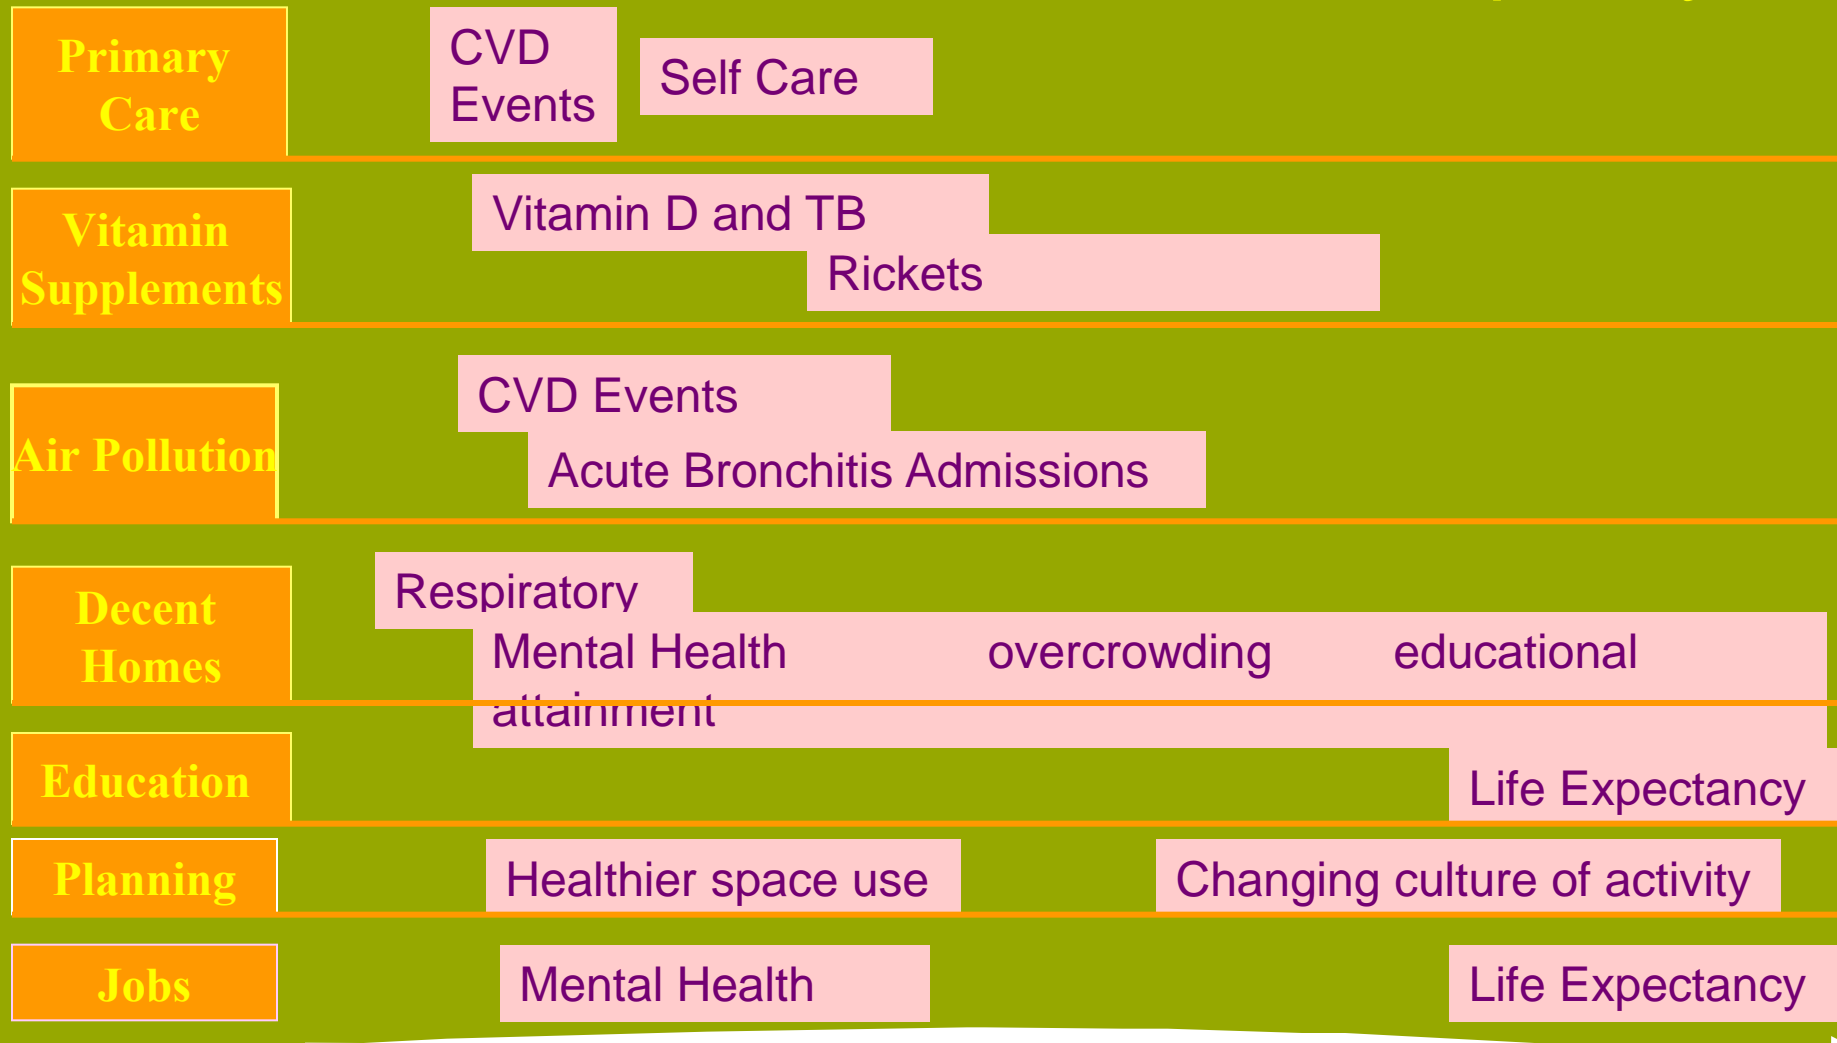 Primary
Care
CVD
Events
Self Care
Vitamin
Supplements
Vitamin D and TB
Rickets
Air Pollution
CVD Events
Acute Bronchitis Admissions
Decent
Homes
Respiratory
Mental Health overcrowding educational
attainment
Education
Life Expectancy
Planning
Healthier space use
Changing culture of activity
Jobs
Mental Health
Life Expectancy